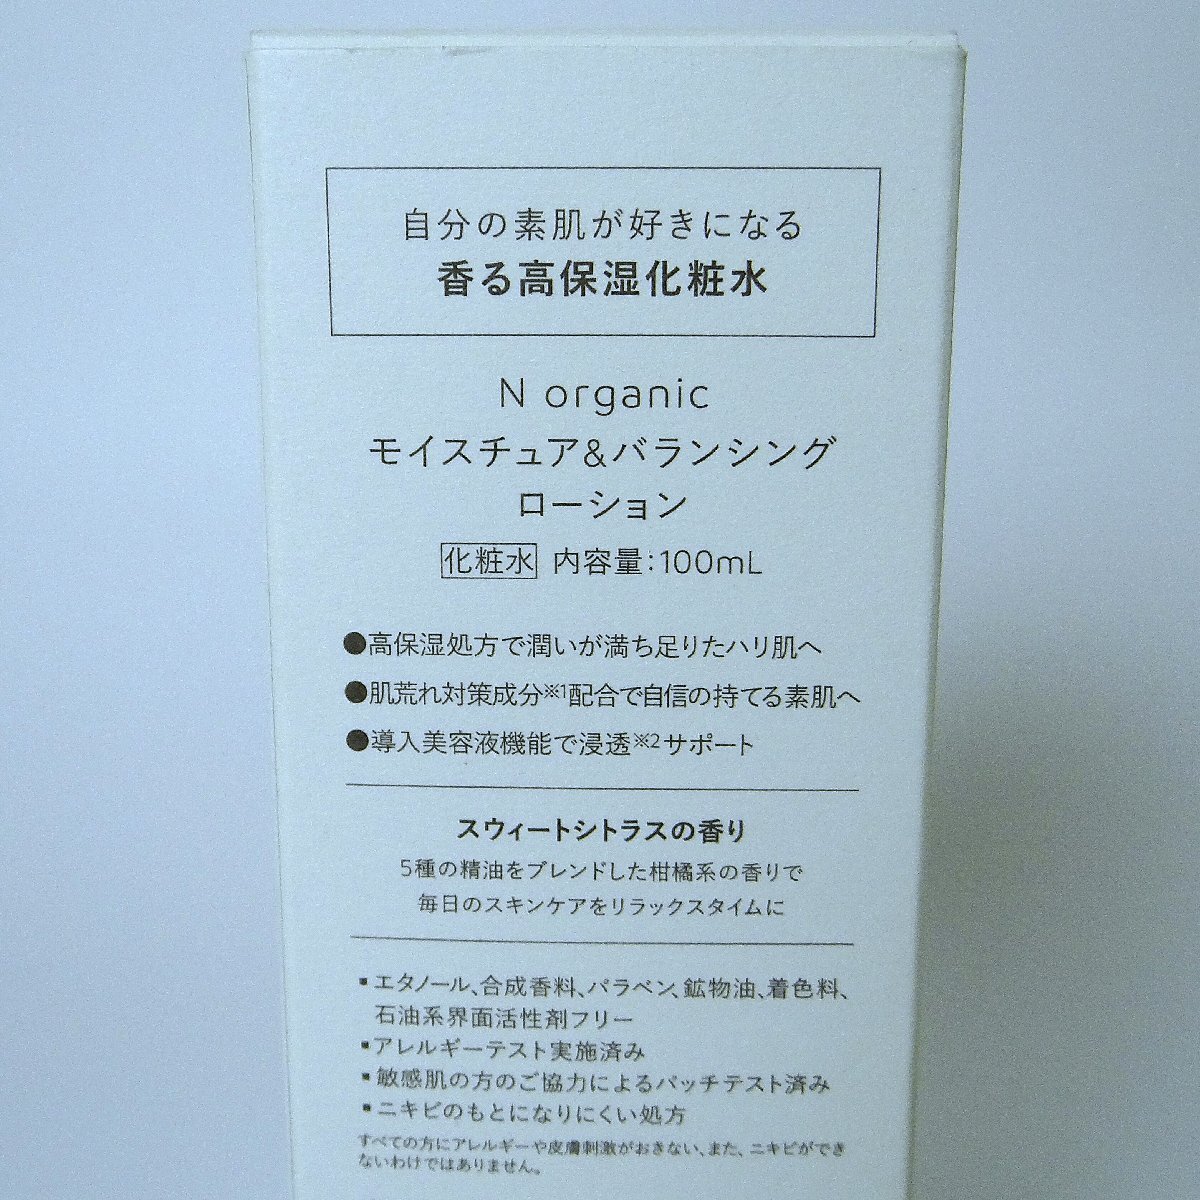 自分の素肌が好きになる
香る高保湿化粧水
N organic
モイスチュア&バランシング
ローション
化粧水 内容量:100mL
●高保湿処方で潤いが満ち足りたハリ肌へ
●肌荒れ対策成分※1配合で自信の持てる素肌へ
●導入美容液機能で浸透※2サポート
スウィートシトラスの香り
5種の精油をブレンドした柑橘系の香りで
毎日のスキンケアをリラックスタイムに
▪エタノール、合成香料、パラベン、鉱物油、着色料、
石油系界面活性剤フリー
▪アレルギーテスト実施済み
▪敏感肌の方のご協力によるパッチテスト済み
▪ニキビのもとになりにくい処方
すべての方にアレルギーや皮膚刺激がおきない、また、ニキビができ
ないわけではありません。